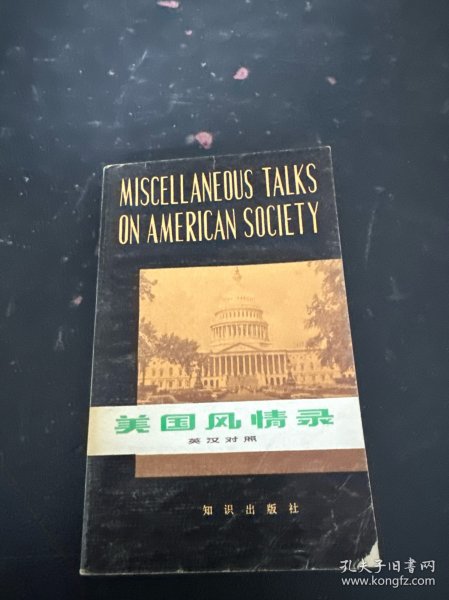 MISCELLANEOUS TALKS
ON AMERICAN SOCIETY
美国风情录
英汉对照
知识出版社
孔夫子旧书网
www.kongfz.com